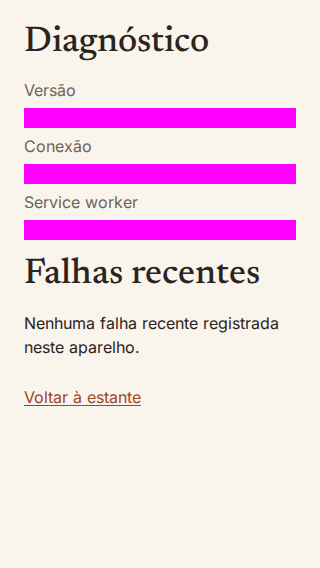 Diagnóstico
Versão
Conexão
Service worker
Falhas recentes
Nenhuma falha recente registrada
neste aparelho.
Voltar à estante